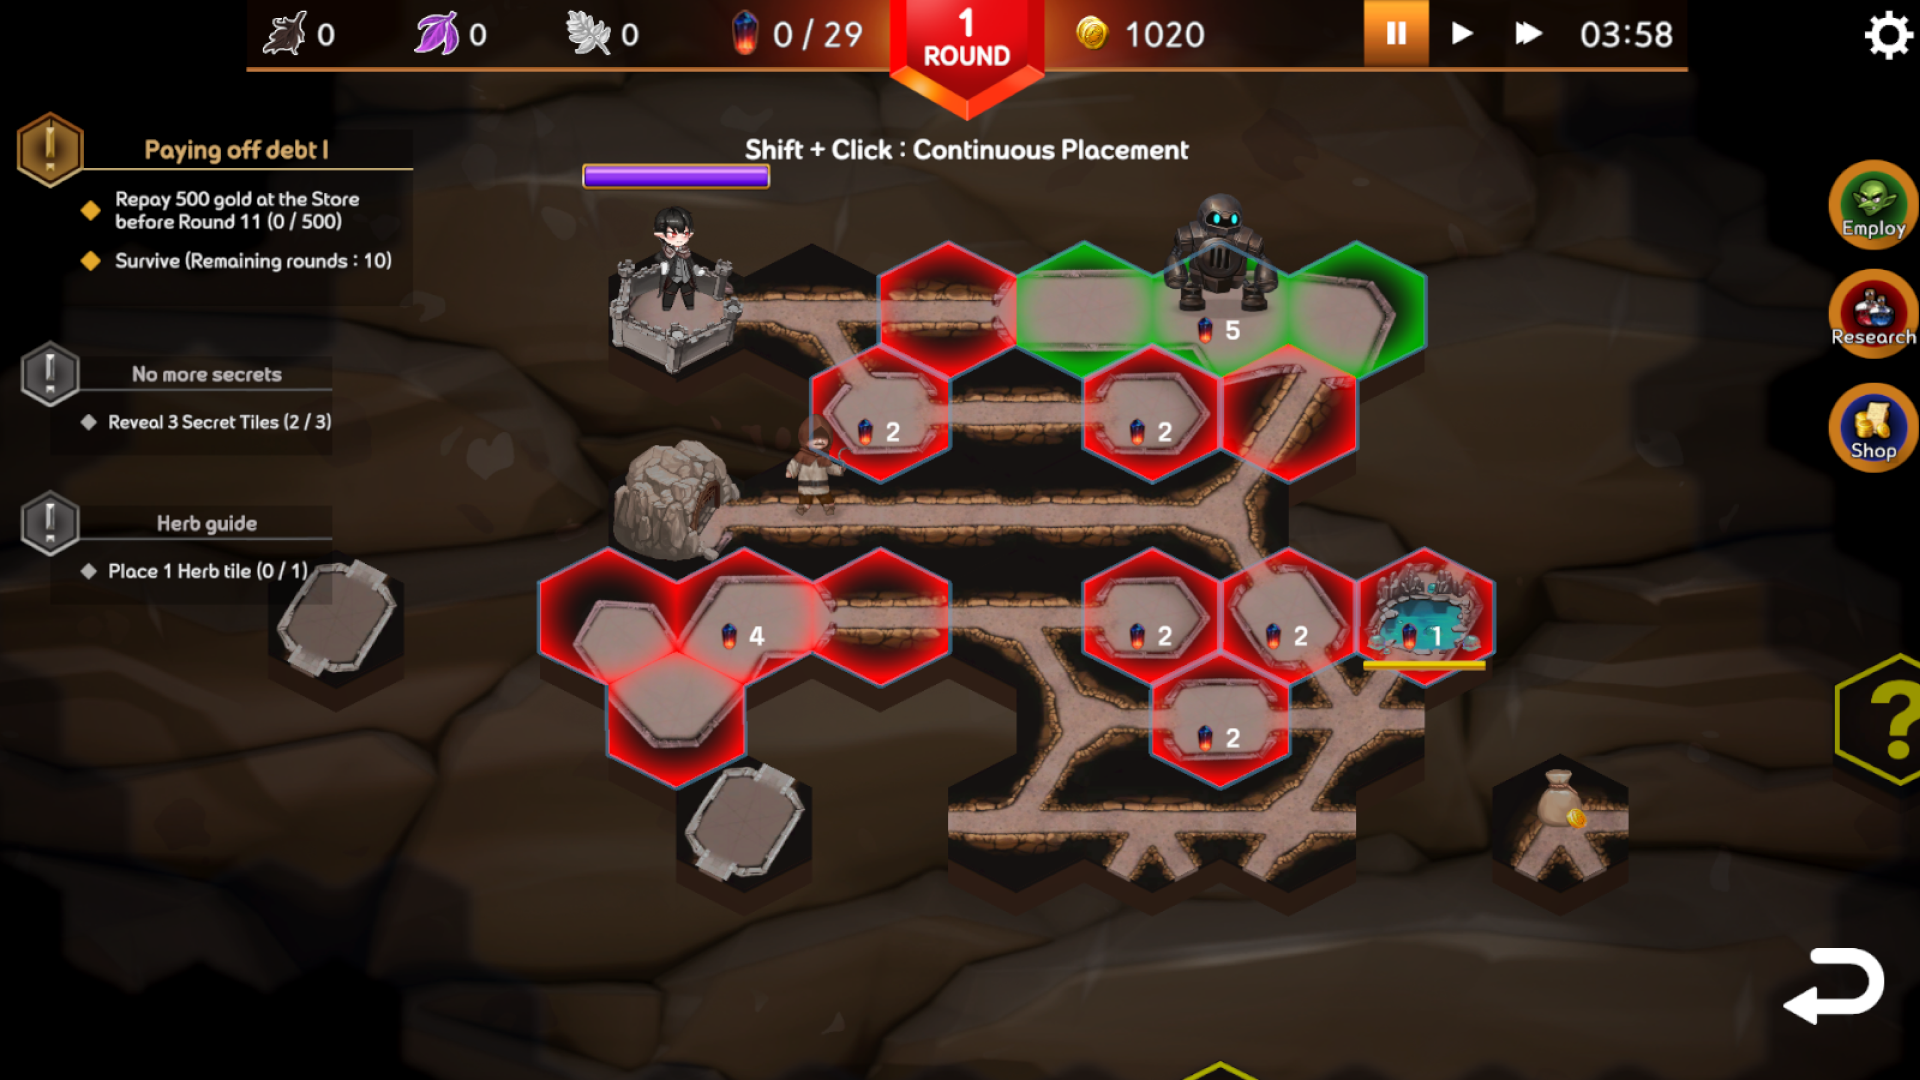 0
0
0
0 / 29
1
ROUND
1020
03:58
Shift + Click : Continuous Placement
Paying off debt I
Repay 500 gold at the Store
before Round 11 (0 / 500)
Survive (Remaining rounds : 10)
No more secrets
Reveal 3 Secret Tiles (2 / 3)
Herb guide
Place 1 Herb tile (0 / 1)
Employ
Research
Shop
5
2
2
4
2
2
1
2
?